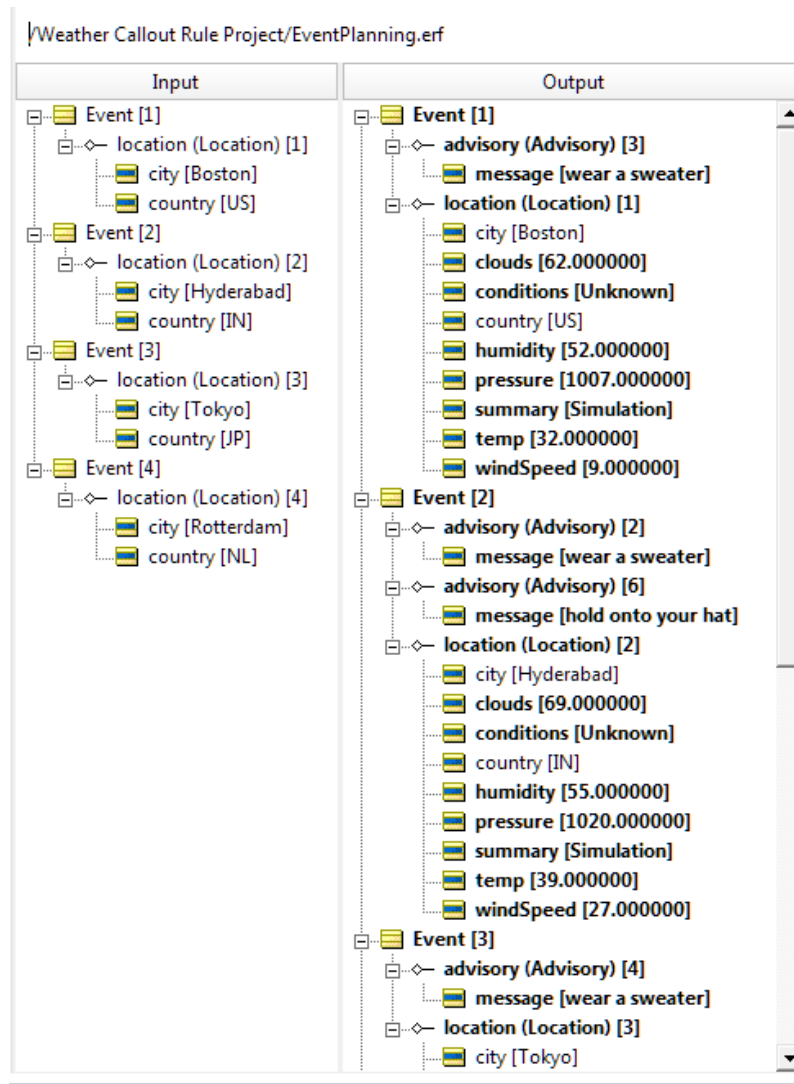 /Weather Callout Rule Project/EventPlanning.erf
Input
Event [1]
location (Location) [1]
city [Boston]
country [US]
Event [2]
location (Location) [2]
city [Hyderabad]
country [IN]
Event [3]
location (Location) [3]
city [Tokyo]
country [JP]
Event [4]
location (Location) [4]
city [Rotterdam]
country [NL]
Output
Event [1]
advisory (Advisory) [3]
message [wear a sweater]
location (Location) [1]
city [Boston]
clouds [62.000000]
conditions [Unknown]
country [US]
humidity [52.000000]
pressure [1007.000000]
summary [Simulation]
temp [32.000000]
windSpeed [9.000000]
Event [2]
advisory (Advisory) [2]
message [wear a sweater]
advisory (Advisory) [6]
message [hold onto your hat]
location (Location) [2]
city [Hyderabad]
clouds [69.000000]
conditions [Unknown]
country [IN]
humidity [55.000000]
pressure [1020.000000]
summary [Simulation]
temp [39.000000]
windSpeed [27.000000]
Event [3]
advisory (Advisory) [4]
message [wear a sweater]
location (Location) [3]
city [Tokyo]